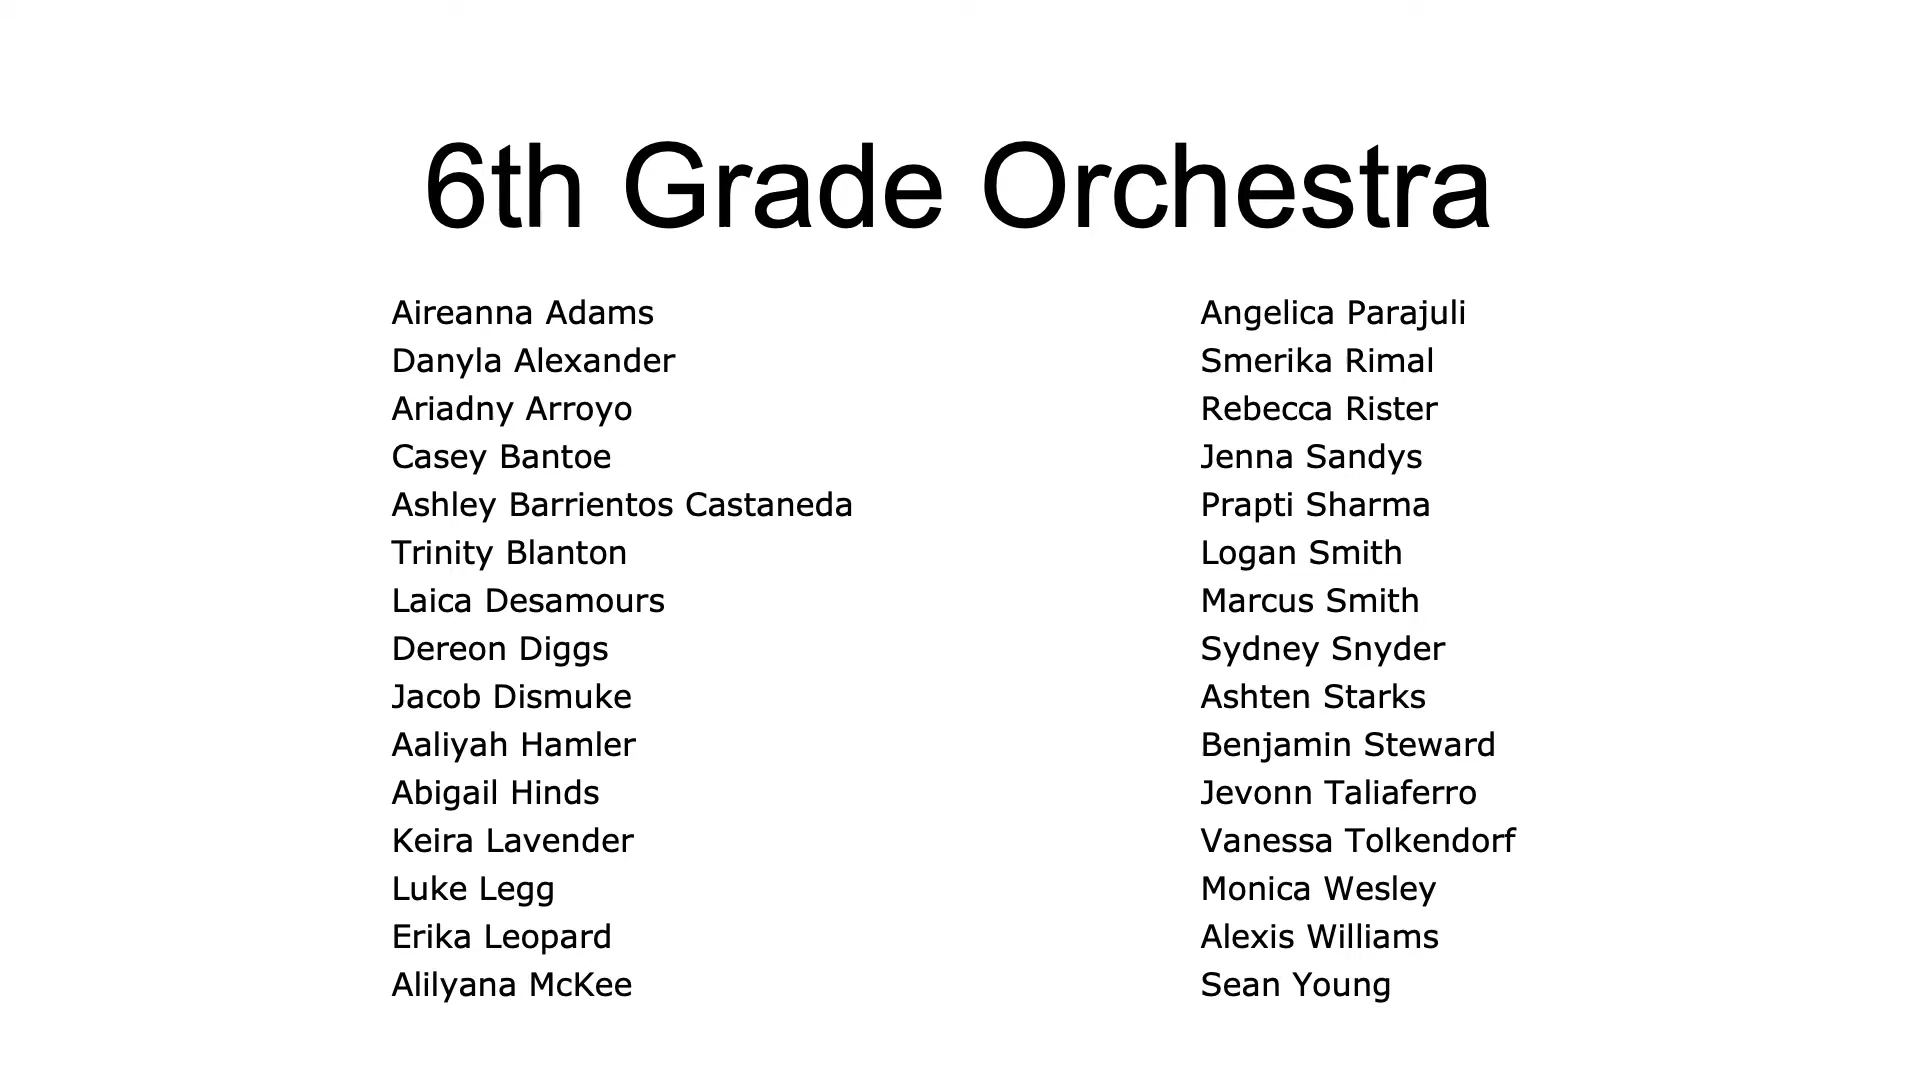 6th Grade Orchestra
Aireanna Adams
Danyla Alexander
Ariadny Arroyo
Casey Bantoe
Ashley Barrientos Castaneda
Trinity Blanton
Laica Desamours
Dereon Diggs
Jacob Dismuke
Aaliyah Hamler
Abigail Hinds
Keira Lavender
Luke Legg
Erika Leopard
Alilyana McKee
Angelica Parajuli
Smerika Rimal
Rebecca Rister
Jenna Sandys
Prapti Sharma
Logan Smith
Marcus Smith
Sydney Snyder
Ashten Starks
Benjamin Steward
Jevonn Taliaferro
Vanessa Tolkendorf
Monica Wesley
Alexis Williams
Sean Young